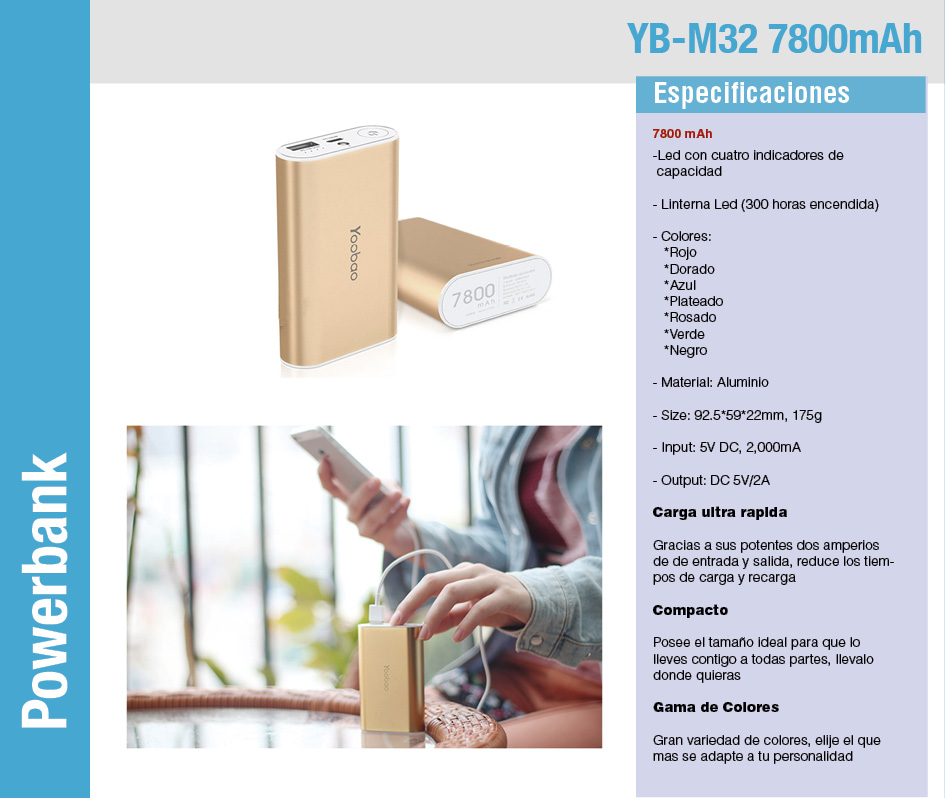 YB-M32 7800mAh
Especificaciones
7800 mAh
-Led con cuatro indicadores de
capacidad
- Linterna Led (300 horas encendida)
- Colores:
*Rojo
*Dorado
*Azul
*Plateado
*Rosado
*Verde
*Negro
- Material: Aluminio
- Size: 92.5*59*22mm, 175g
- Input: 5V DC, 2,000mA
- Output: DC 5V/2A
Carga ultra rapida
Gracias a sus potentes dos amperios
de de entrada y salida, reduce los tiem-
pos de carga y recarga
Compacto
Posee el tamaño ideal para que lo
lleves contigo a todas partes, llevalo
donde quieras
Gama de Colores
Gran variedad de colores, elije el que
mas se adapte a tu personalidad
Powerbank
Yoobao
7800
mAh
Yoobao